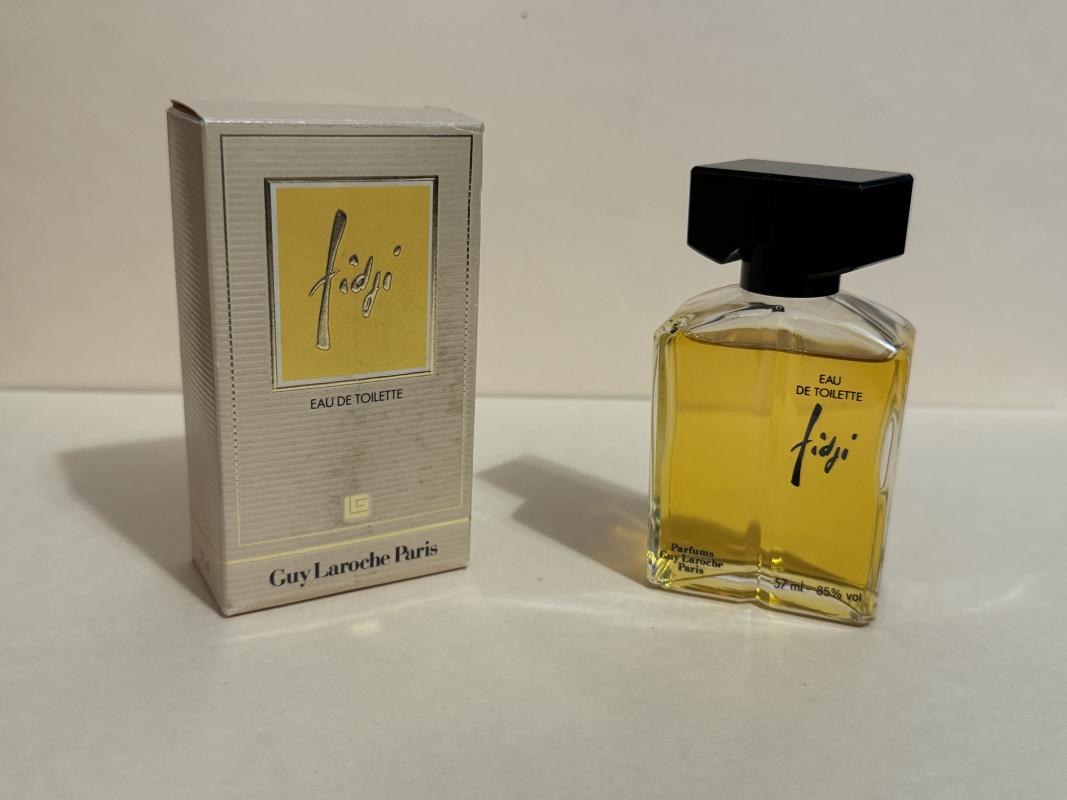 fidji
EAU DE TOILETTE
LG
Guy Laroche Paris
EAU
DE TOILETTE
fidji
Parfums
Guy Laroche
Paris
57 ml - 85% vol